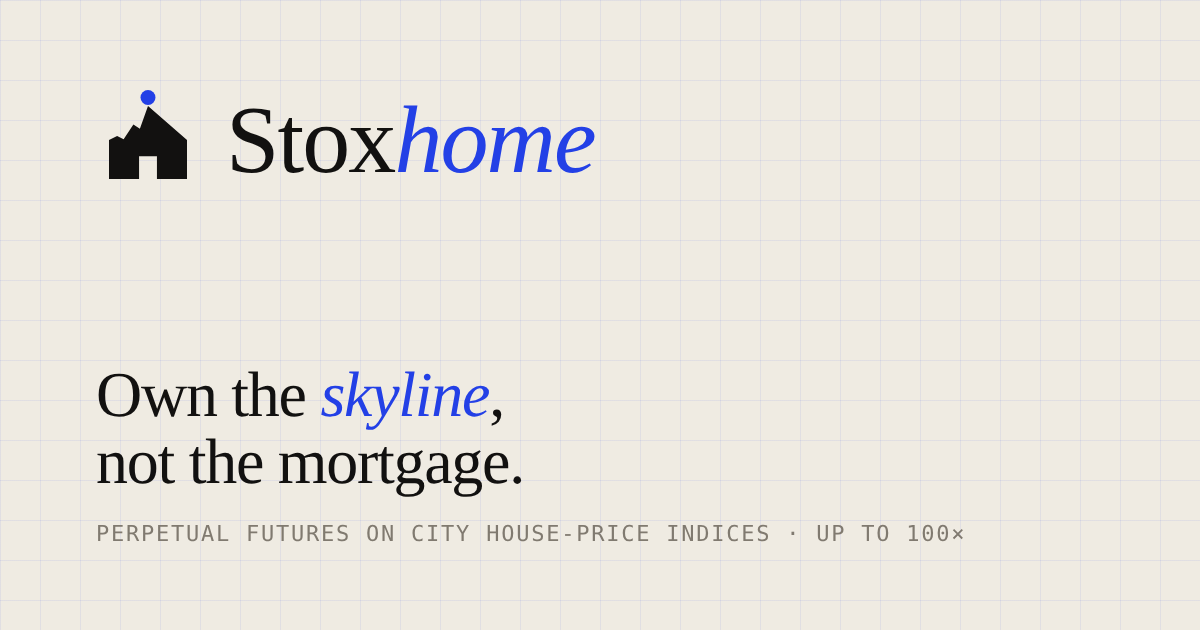 Stoxhome
Own the skyline,
not the mortgage.
PERPETUAL FUTURES ON CITY HOUSE-PRICE INDICES · UP TO 100×